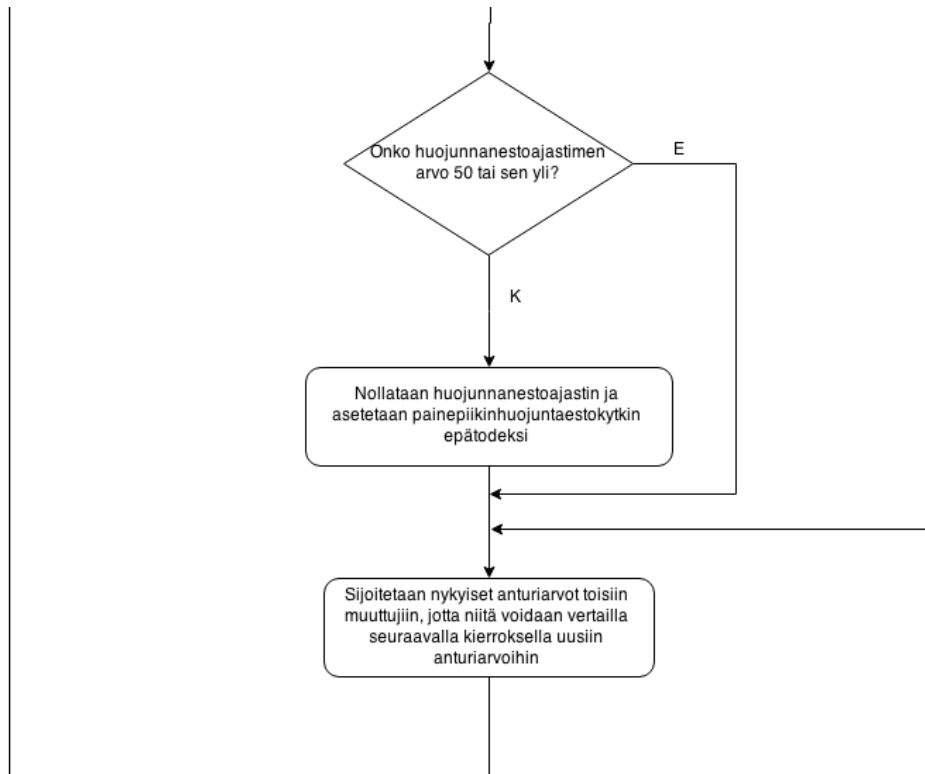 Onko huojunnanestoajastimen
arvo 50 tai sen yli?
E
K
Nollataan huojunnanestoajastin ja
asetetaan painepiikinhuojuntaestokytkin
epätodeksi
Sijoitetaan nykyiset anturiarvot toisiin
muuttujiin, jotta niitä voidaan vertailla
seuraavalla kierroksella uusiin
anturiarvoihin